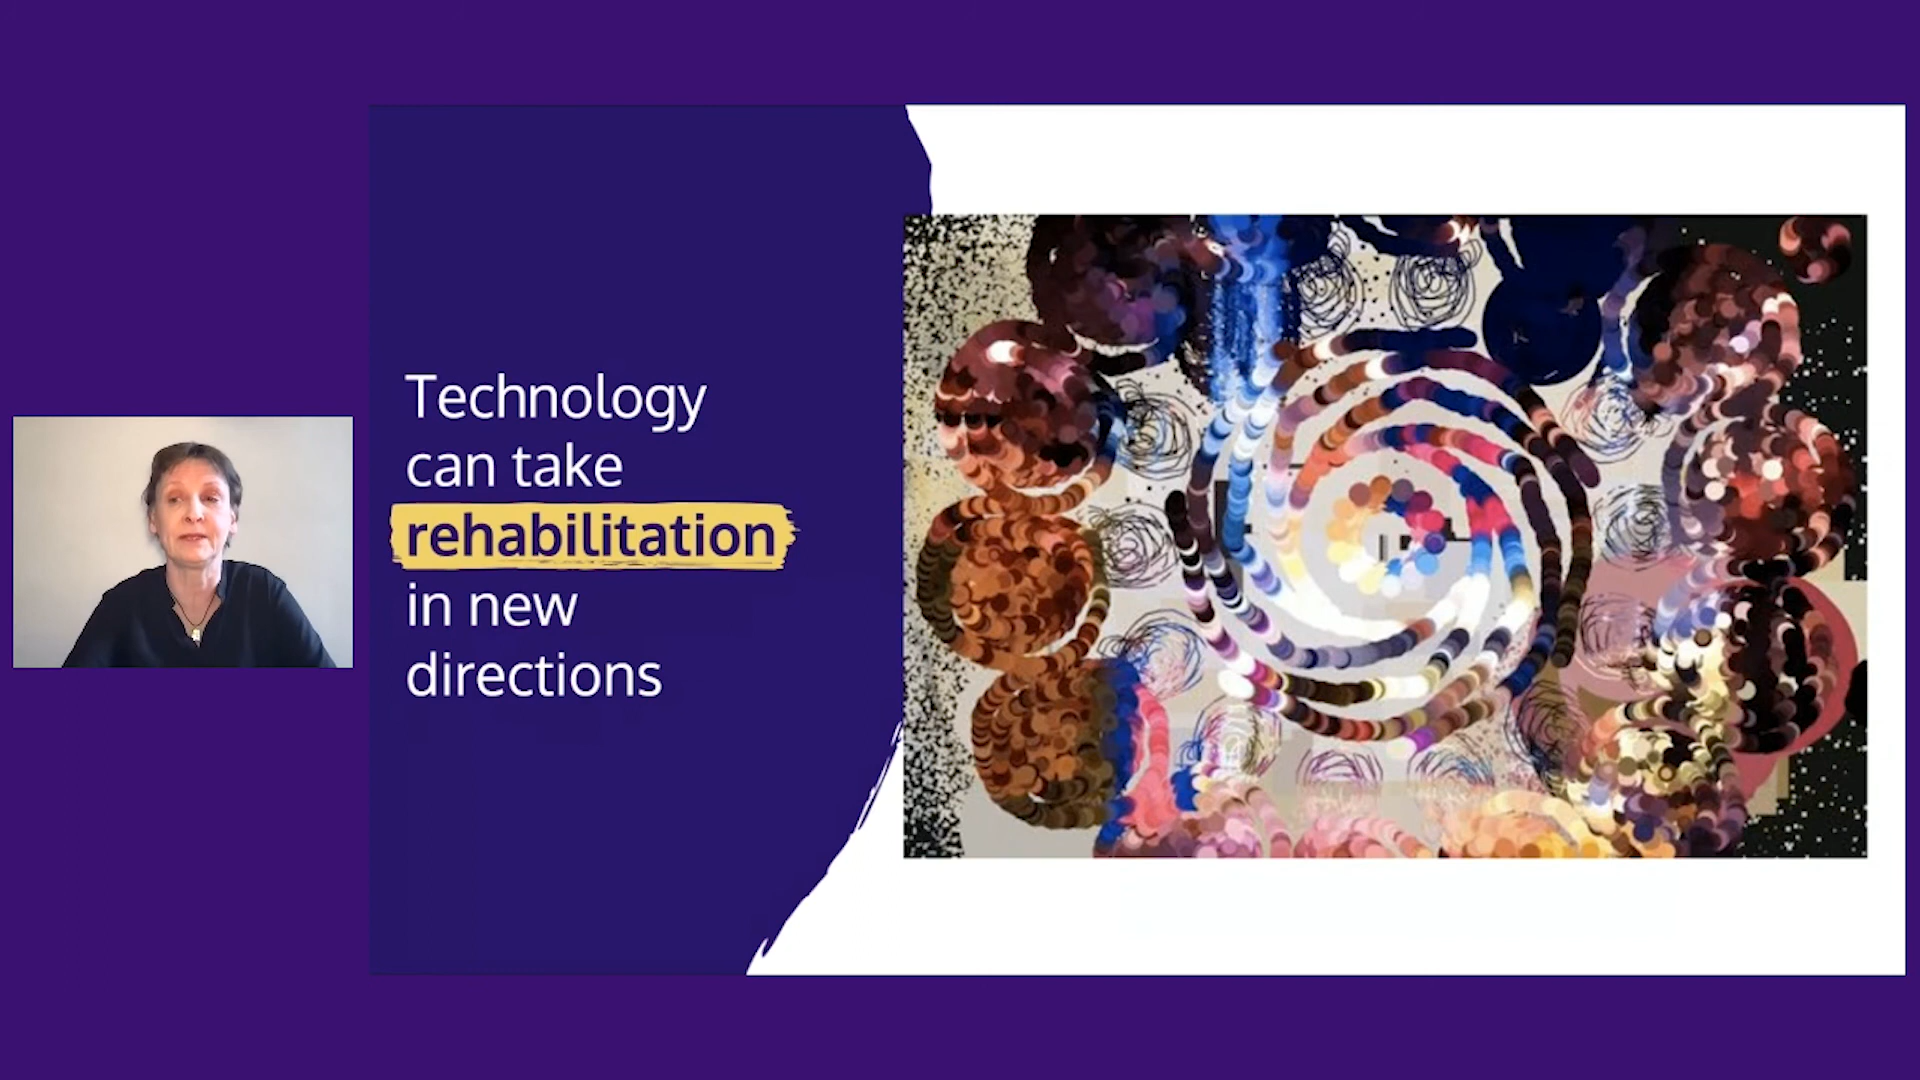 Technology
can take
rehabilitation
in new
directions